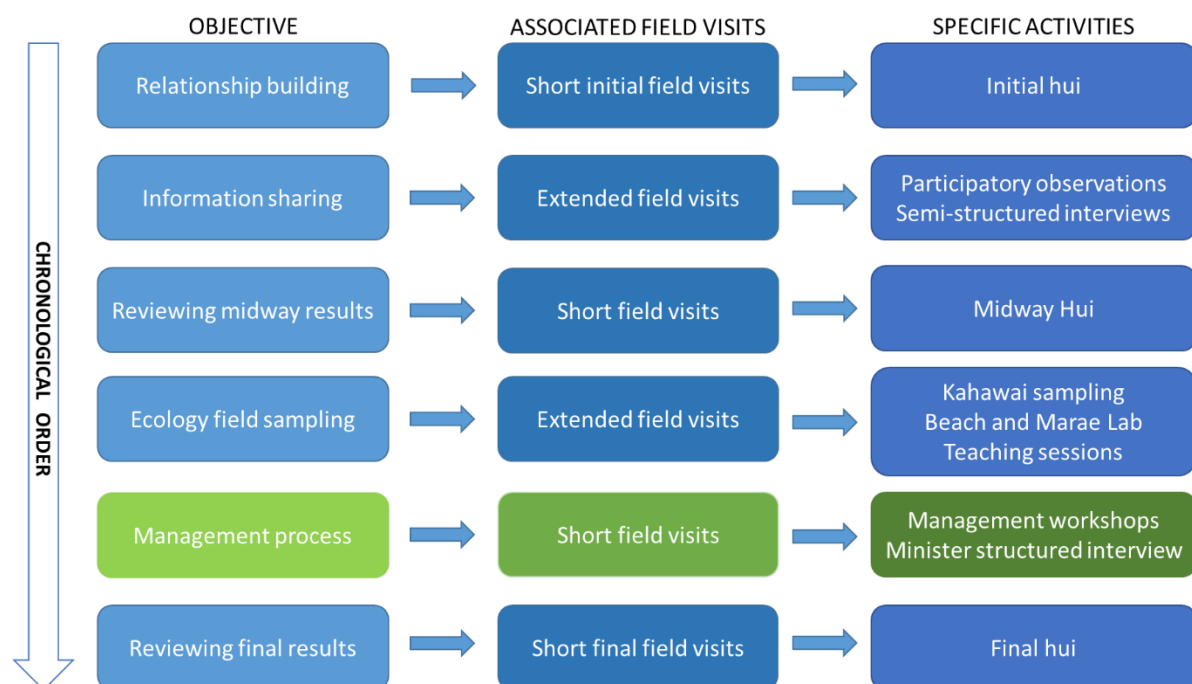 OBJECTIVE
ASSOCIATED FIELD VISITS
SPECIFIC ACTIVITIES
CHRONOLOGICAL ORDER
Relationship building
Short initial field visits
Initial hui
Information sharing
Extended field visits
Participatory observations
Semi-structured interviews
Reviewing midway results
Short field visits
Midway Hui
Ecology field sampling
Extended field visits
Kahawai sampling
Beach and Marae Lab
Teaching sessions
Management process
Short field visits
Management workshops
Minister structured interview
Reviewing final results
Short final field visits
Final hui